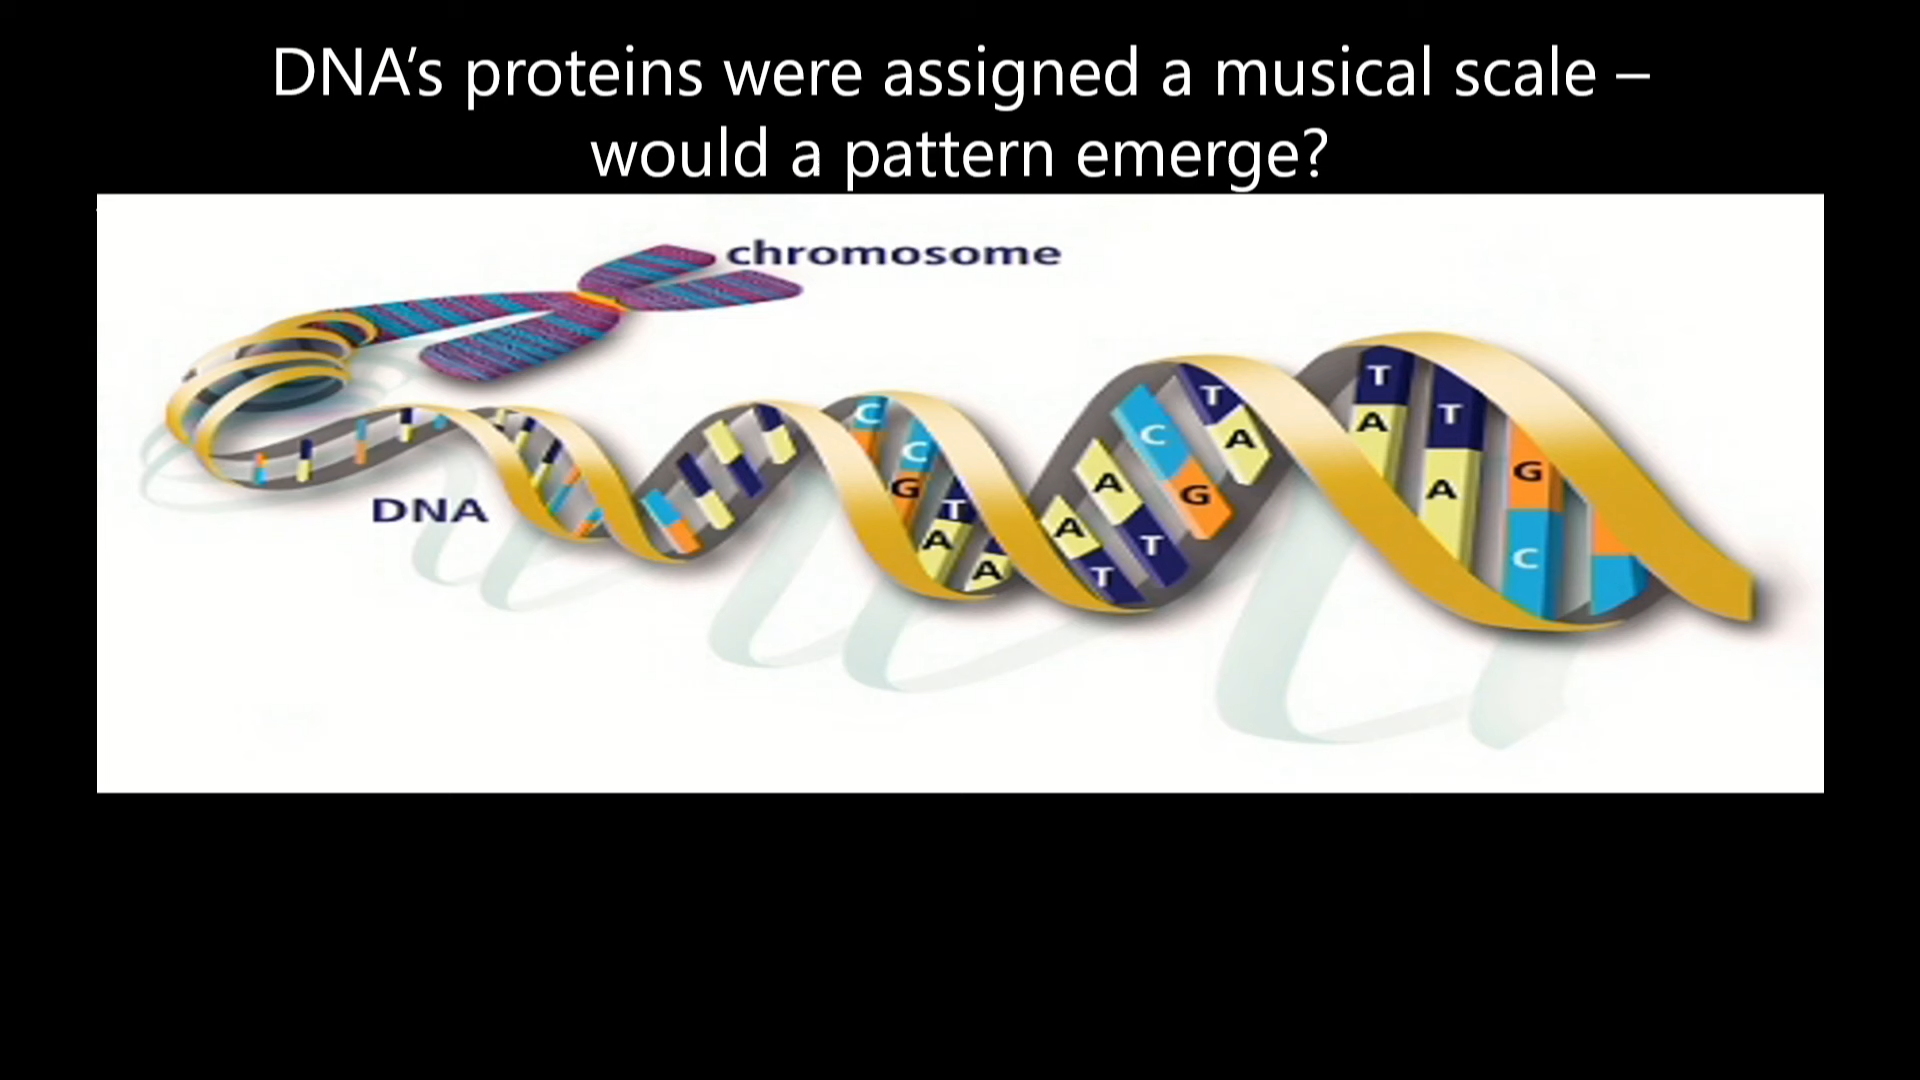 DNA’s proteins were assigned a musical scale –
would a pattern emerge?
chromosome
DNA
C
C
G
T
A
A
A
T
A
T
C
G
T
A
T
A
T
A
G
C